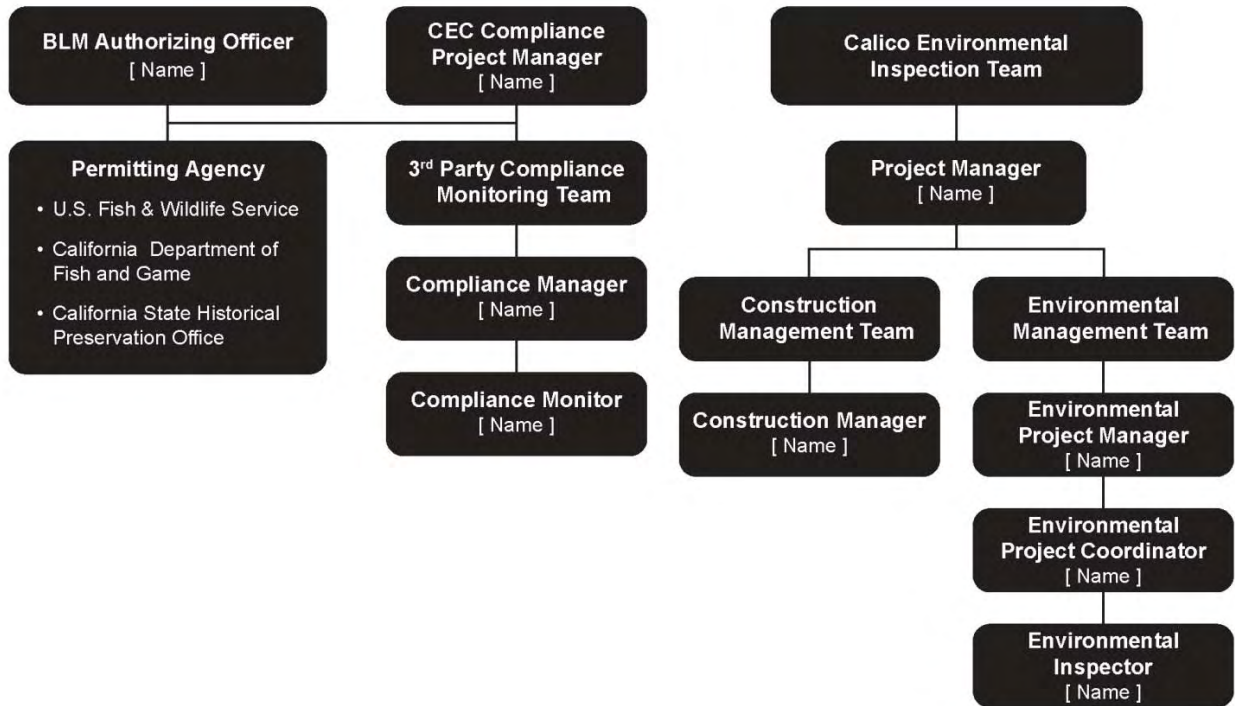 BLM Authorizing Officer
[ Name ]
CEC Compliance
Project Manager
[ Name ]
Calico Environmental
Inspection Team
Permitting Agency
• U.S. Fish & Wildlife Service
• California Department of
Fish and Game
• California State Historical
Preservation Office
3rd Party Compliance
Monitoring Team
Compliance Manager
[ Name ]
Compliance Monitor
[ Name ]
Project Manager
[ Name ]
Construction
Management Team
Construction Manager
[ Name ]
Environmental
Management Team
Environmental
Project Manager
[ Name ]
Environmental
Project Coordinator
[ Name ]
Environmental
Inspector
[ Name ]